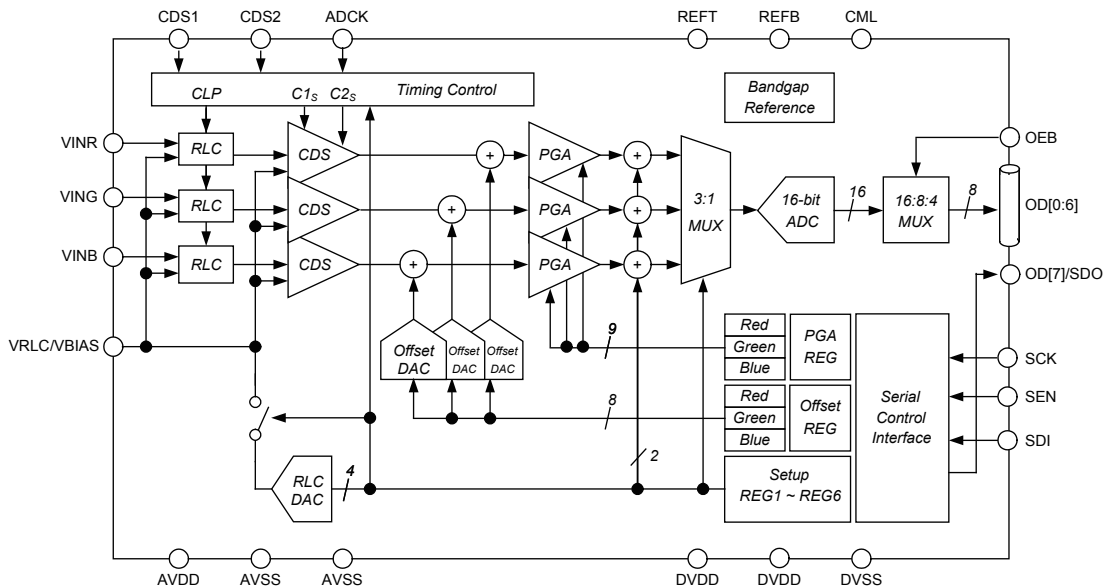 CDS1 CDS2 ADCK REFT REFB CML
Timing Control
CLP C1S C2S
Bandgap
Reference
VINR
VING
VINB
VRLC/VBIAS
RLC
RLC
RLC
CDS
CDS
CDS
+
+
+
PGA
PGA
PGA
+
+
+
3:1
MUX
16-bit
ADC
16
16:8:4
MUX
8
OEB
OD[0:6]
OD[7]/SDO
SCK
SEN
SDI
Offset
DAC
Offset
DAC
Offset
DAC
9
8
2
4
RLC
DAC
Red
Green
Blue
PGA
REG
Red
Green
Blue
Offset
REG
Setup
REG1 ~ REG6
Serial
Control
Interface
AVDD AVSS AVSS DVDD DVDD DVSS